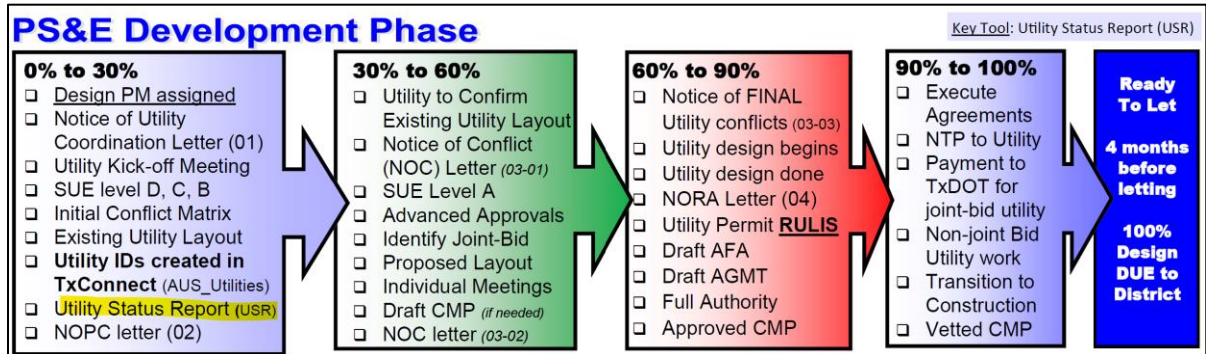 PS&E Development Phase
Key Tool: Utility Status Report (USR)
0% to 30%
❑ Design PM assigned
❑ Notice of Utility
Coordination Letter (01)
❑ Utility Kick-off Meeting
❑ SUE level D, C, B
❑ Initial Conflict Matrix
❑ Existing Utility Layout
❑ Utility IDs created in
TxConnect (AUS_Utilities)
❑ Utility Status Report (USR)
❑ NOPC letter (02)
30% to 60%
❑ Utility to Confirm
Existing Utility Layout
❑ Notice of Conflict
(NOC) Letter (03-01)
❑ SUE Level A
❑ Advanced Approvals
❑ Identify Joint-Bid
❑ Proposed Layout
❑ Individual Meetings
❑ Draft CMP (if needed)
❑ NOC letter (03-02)
60% to 90%
❑ Notice of FINAL
Utility conflicts (03-03)
❑ Utility design begins
❑ Utility design done
❑ NORA Letter (04)
❑ Utility Permit RULIS
❑ Draft AFA
❑ Draft AGMT
❑ Full Authority
❑ Approved CMP
90% to 100%
❑ Execute
Agreements
❑ NTP to Utility
❑ Payment to
TxDOT for
joint-bid utility
❑ Non-joint Bid
Utility work
❑ Transition to
Construction
❑ Vetted CMP
Ready
To Let
4 months
before
letting
100%
Design
DUE to
District